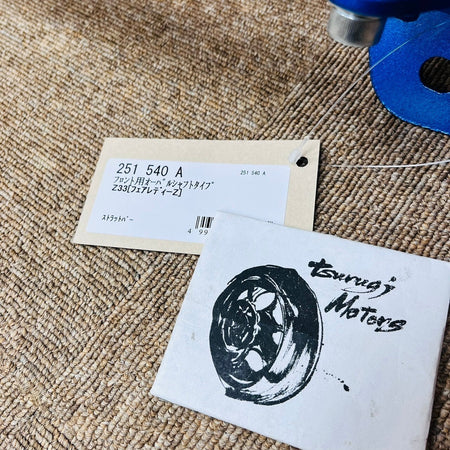 251 540 A
251 540 A
フロント用オーバルシャフトタイプ
Z33[フェアレディーZ]
ストラットバー
4 99
Tsurugi
Motors